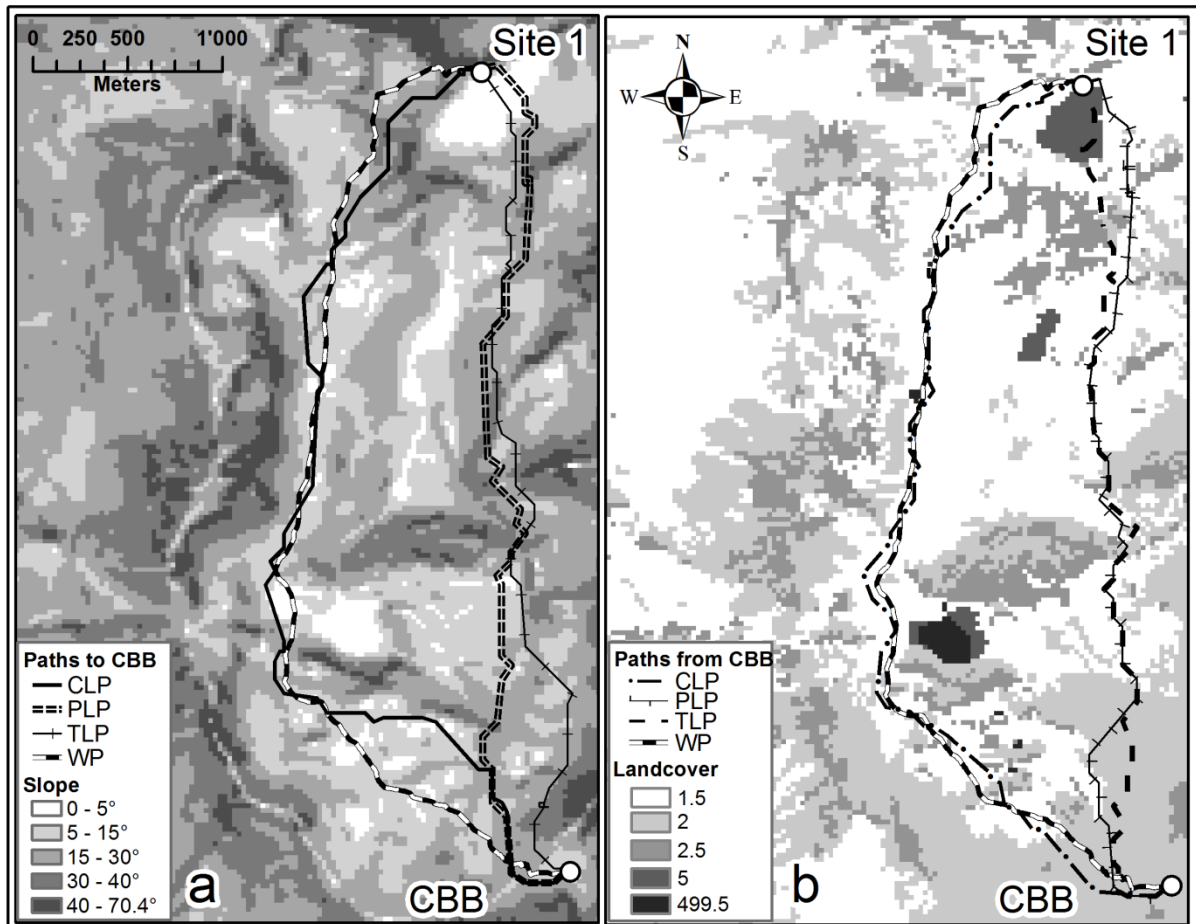 0 250 500 1'000
Meters
Site 1
Paths to CBB
CLP
PLP
TLP
WP
Slope
0 - 5°
5 - 15°
15 - 30°
30 - 40°
40 - 70.4°
a
CBB
N
W E
S
Site 1
Paths from CBB
CLP
PLP
TLP
WP
Landcover
1.5
2
2.5
5
499.5
b
CBB